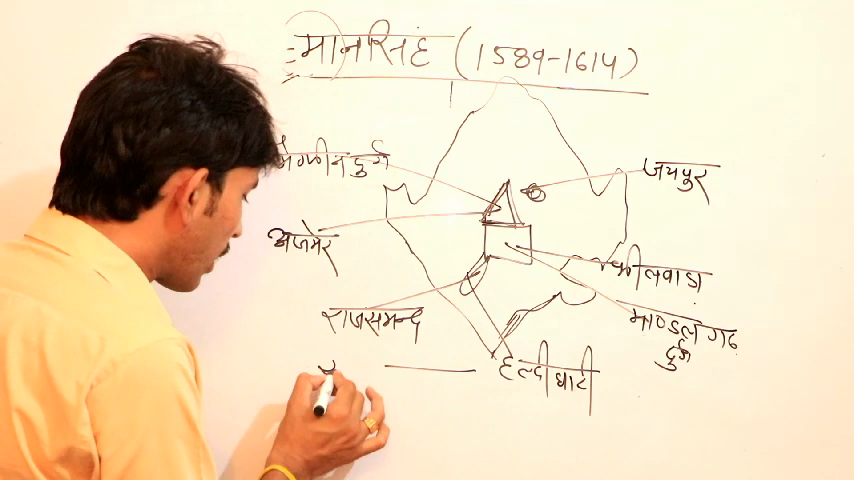 मानसिंह (1589-1614)
मैग्जीन दुर्ग
जयपुर
अजमेर
भीलवाडा
राजसमन्द
माण्डलगढ
दुर्ग
हल्दीघाटी